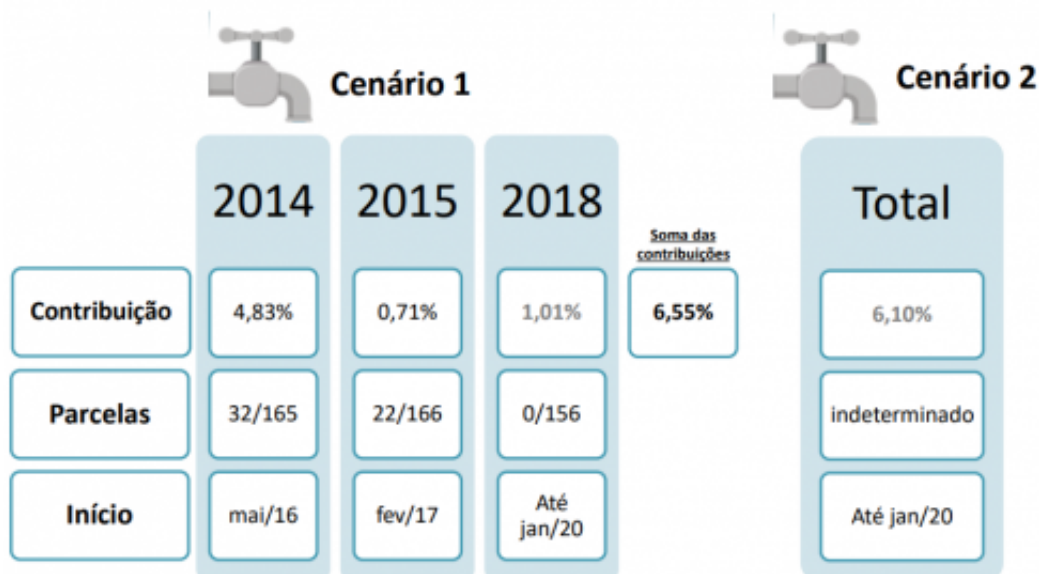 Cenário 1
Cenário 2
2014 2015 2018 Total
Soma das
contribuições
Contribuição 4,83% 0,71% 1,01% 6,55% 6,10%
Parcelas 32/165 22/166 0/156 indeterminado
Início mai/16 fev/17 Até
jan/20 Até jan/20